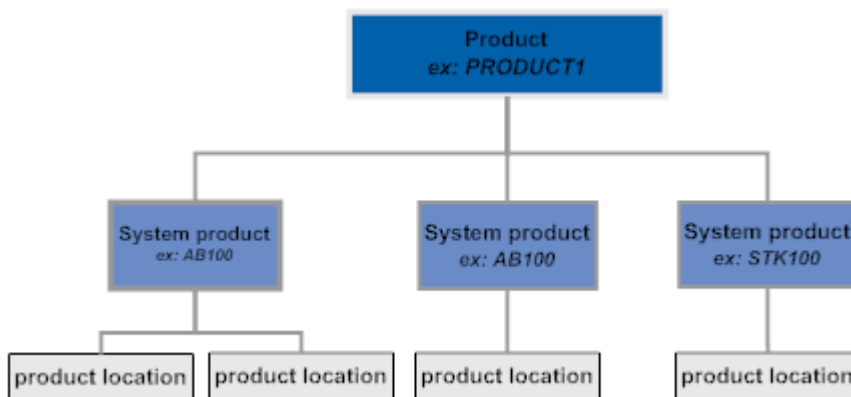 Product
ex: PRODUCT1
System product
ex: AB100
System product
ex: AB100
System product
ex: STK100
product location
product location
product location
product location